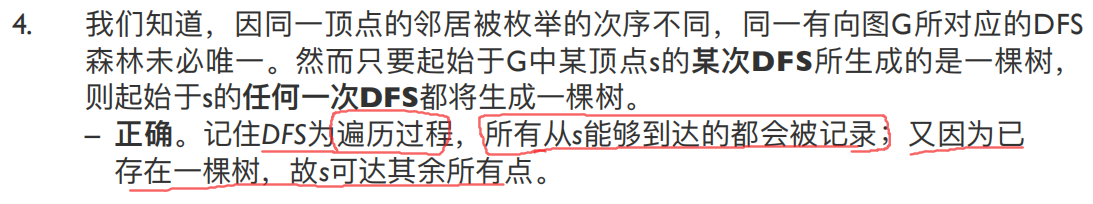 4. 我们知道，因同一顶点的邻居被枚举的次序不同，同一有向图G所对应的DFS
森林未必唯一。然而只要起始于G中某顶点s的某次DFS所生成的是一棵树，
则起始于s的任何一次DFS都将生成一棵树。
– 正确。记住DFS为遍历过程，所有从s能够到达的都会被记录；又因为已
存在一棵树，故s可达其余所有点。